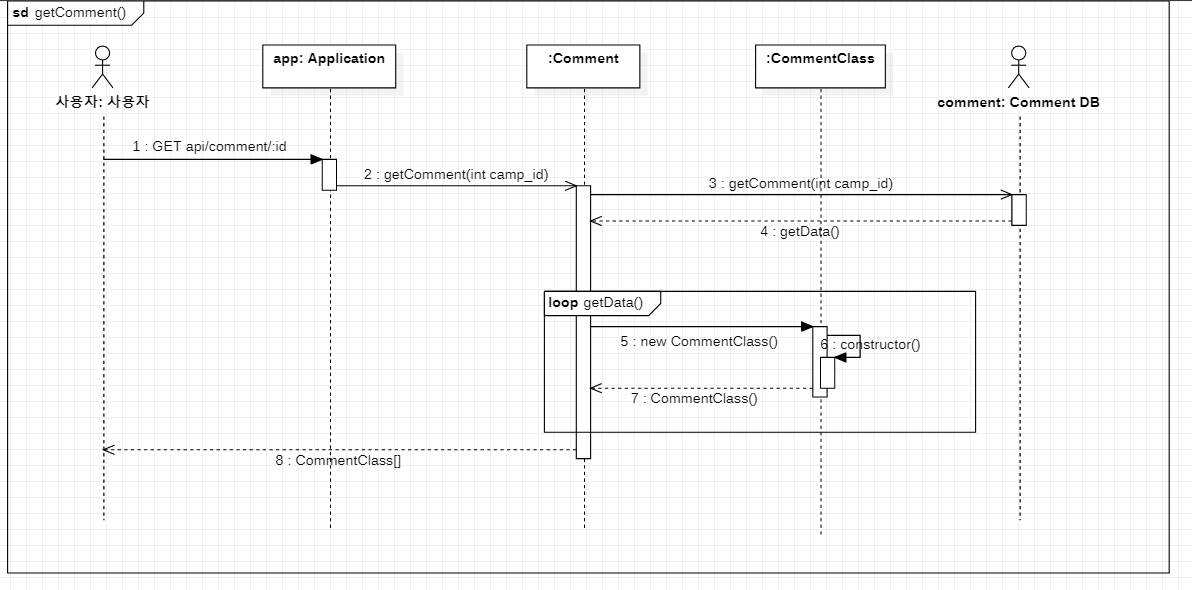 sd getComment()
app: Application
:Comment
:CommentClass
사용자: 사용자
comment: Comment DB
1 : GET api/comment/:id
2 : getComment(int camp_id)
3 : getComment(int camp_id)
4 : getData()
loop getData()
5 : new CommentClass()
6 : constructor()
7 : CommentClass()
8 : CommentClass[]